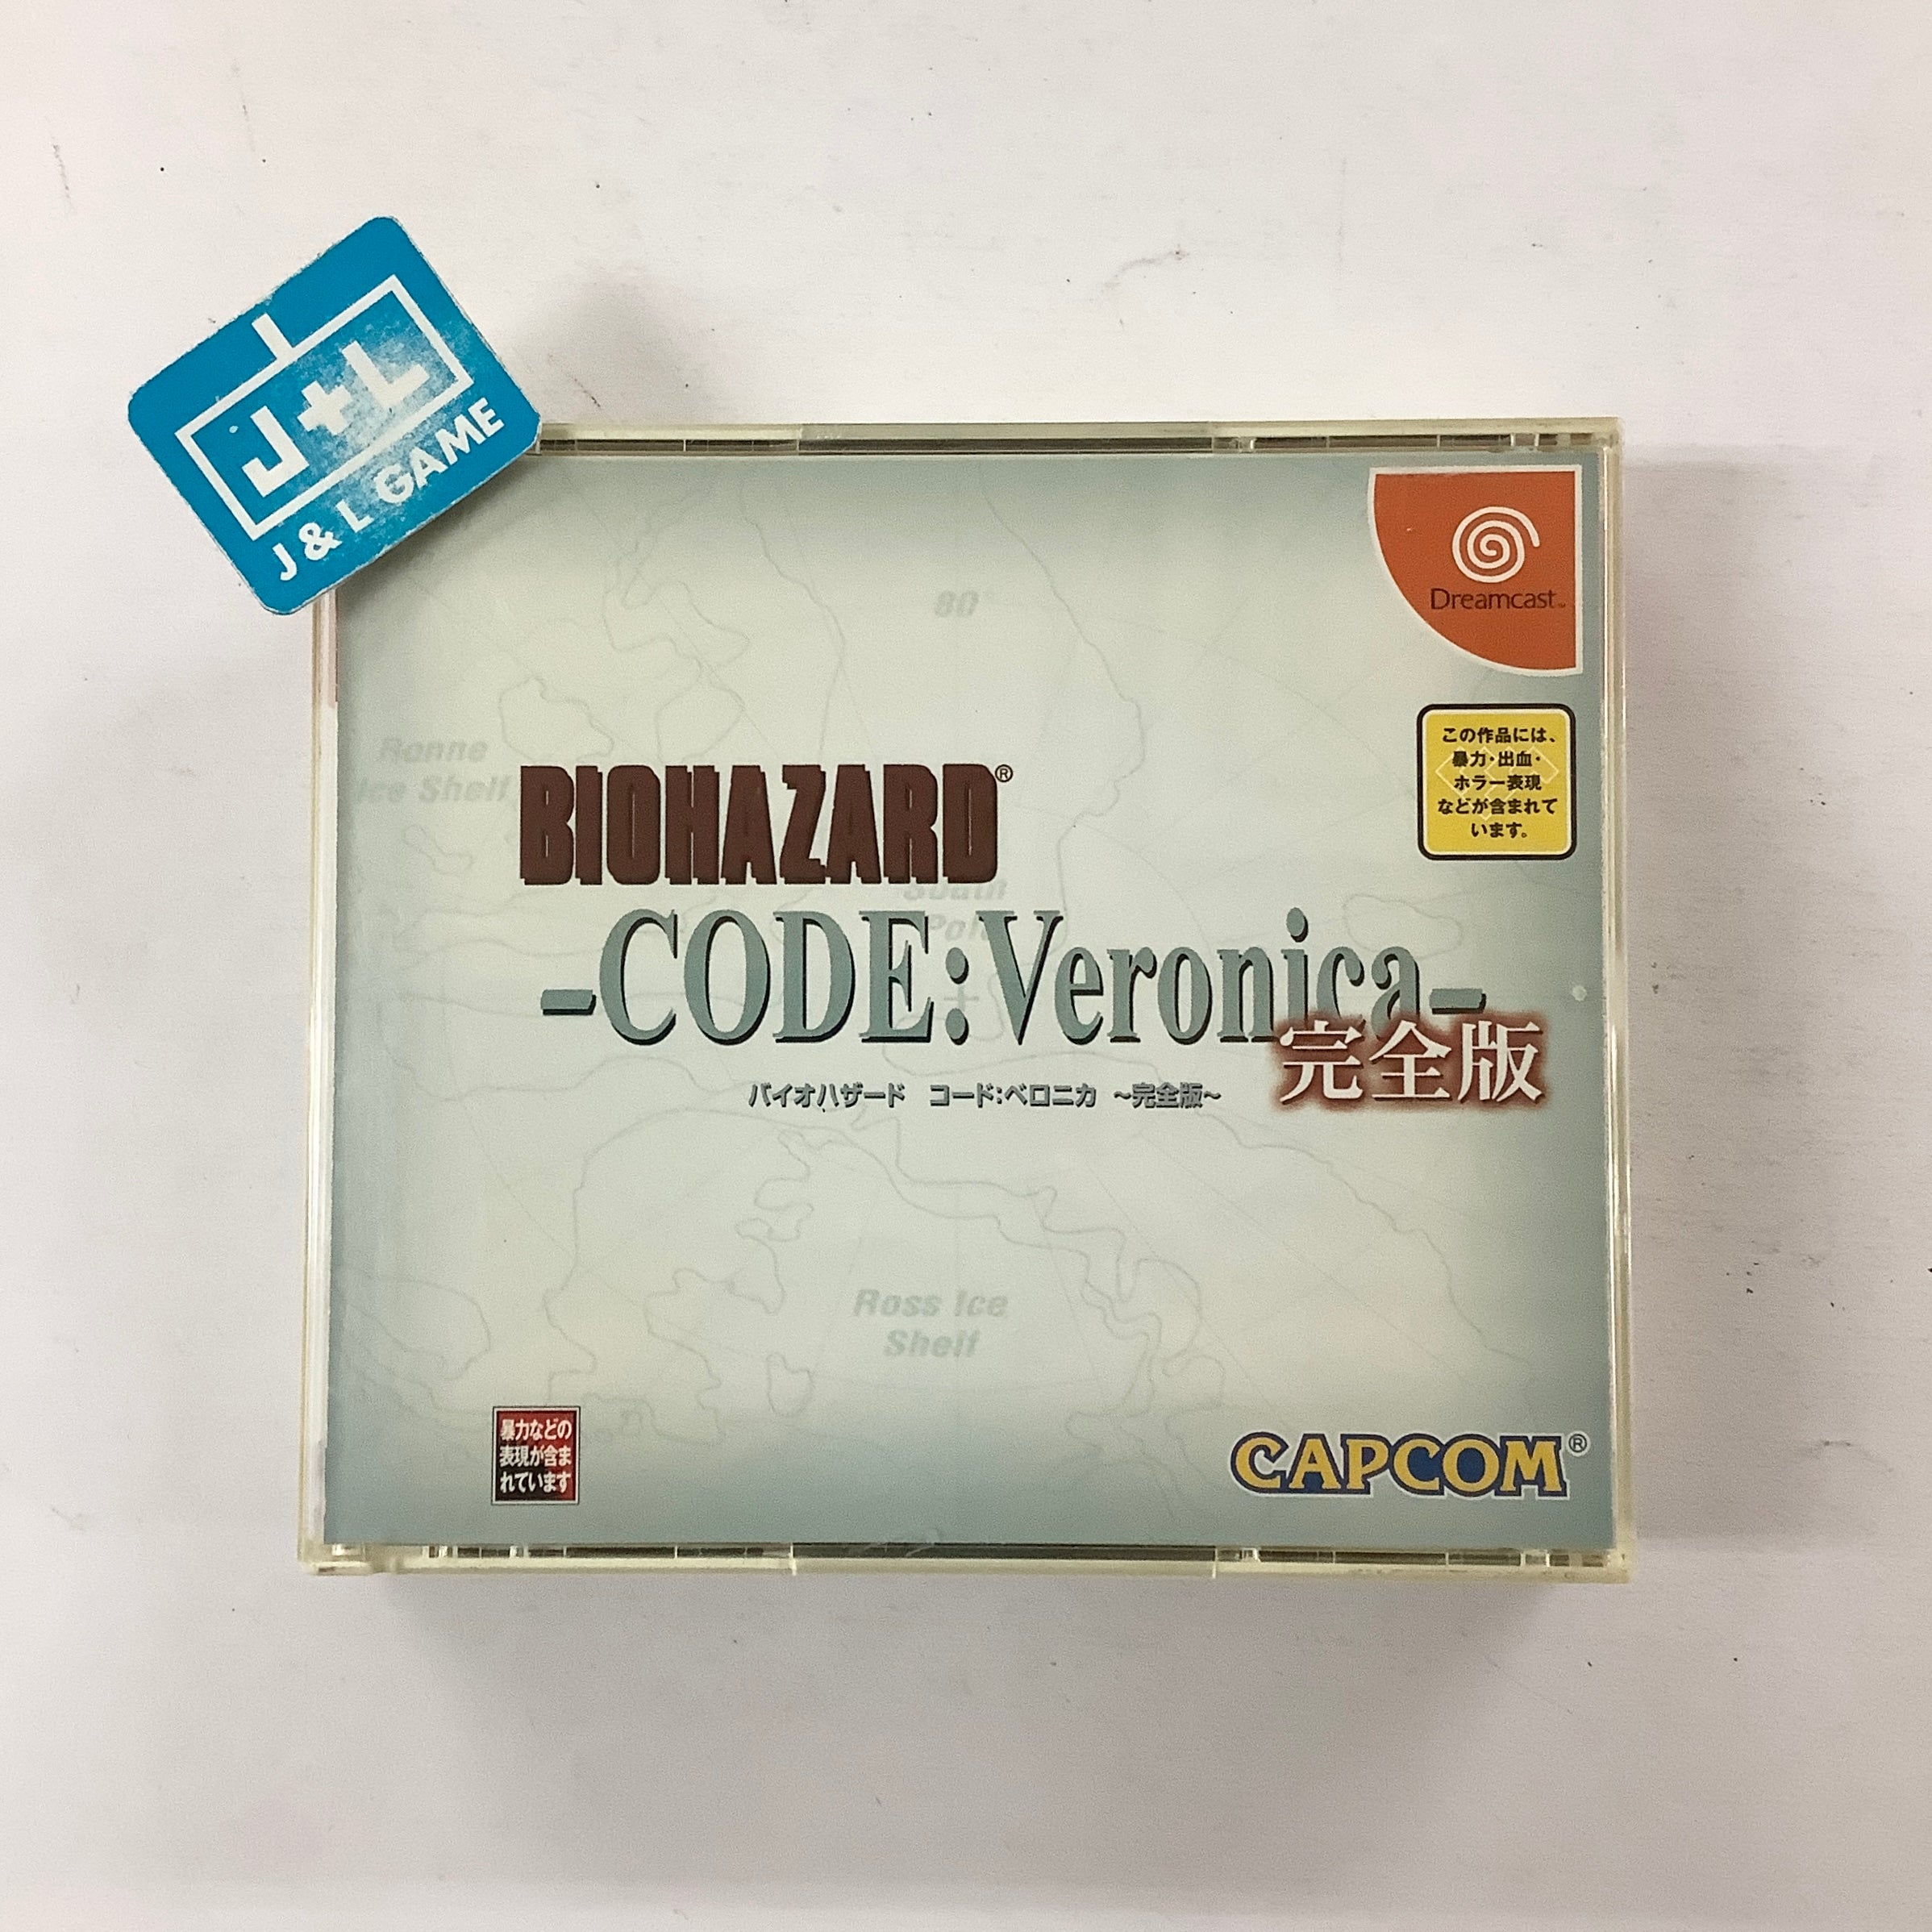 J+L
J & L GAME
Dreamcast™
80°
この作品には、
暴力・出血・
ホラー表現
などが含まれて
います。
Ronne
Ice Shelf
BIOHAZARD®
South
Pole
-CODE:Veronica-
完全版
バイオハザード コード:ベロニカ ～完全版～
Ross Ice
Shelf
暴力などの
表現が含ま
れています
CAPCOM®